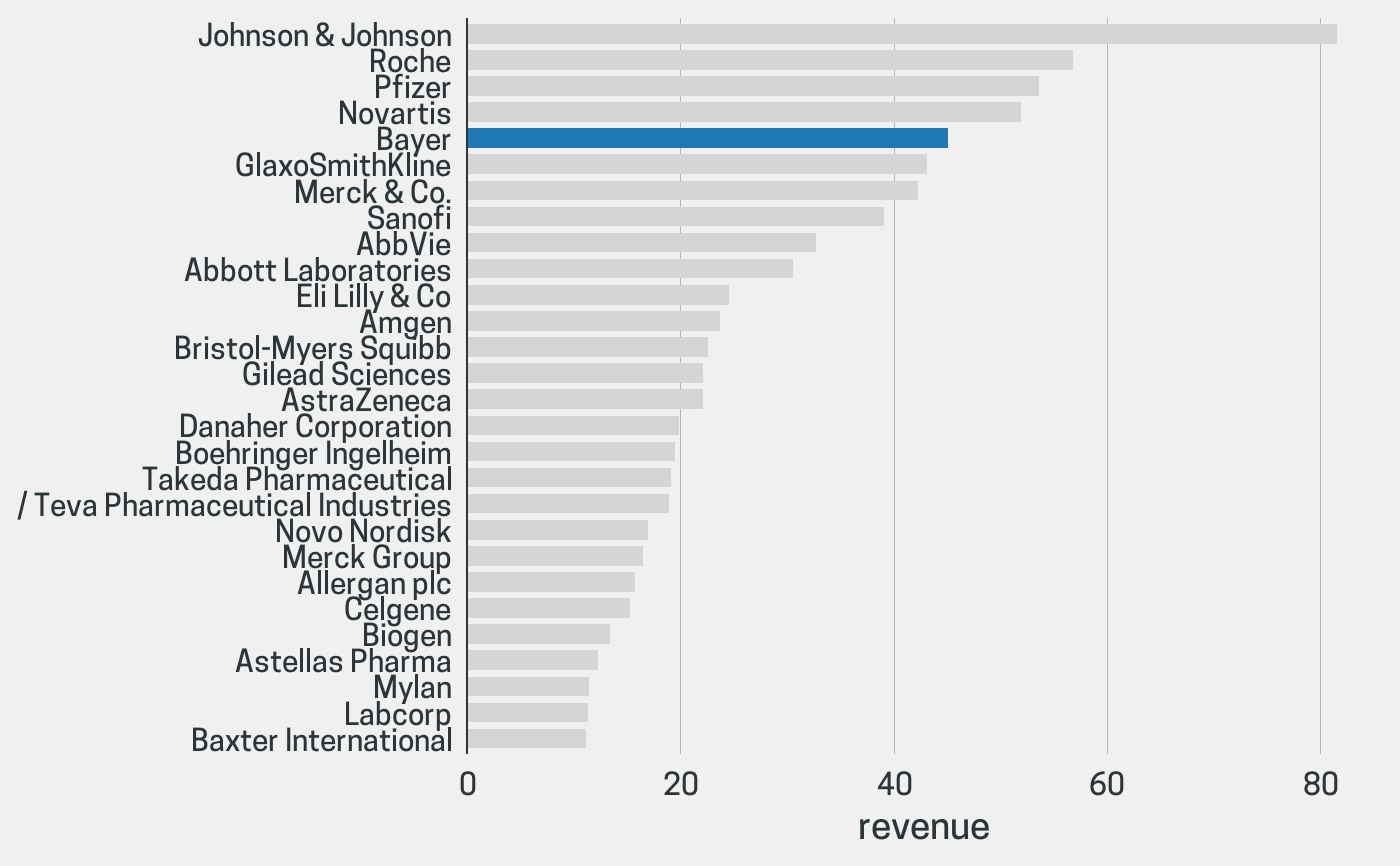 Johnson & Johnson
Roche
Pfizer
Novartis
Bayer
GlaxoSmithKline
Merck & Co.
Sanofi
AbbVie
Abbott Laboratories
Eli Lilly & Co
Amgen
Bristol-Myers Squibb
Gilead Sciences
AstraZeneca
Danaher Corporation
Boehringer Ingelheim
Takeda Pharmaceutical
/ Teva Pharmaceutical Industries
Novo Nordisk
Merck Group
Allergan plc
Celgene
Biogen
Astellas Pharma
Mylan
Labcorp
Baxter International
0 20 40 60 80
revenue